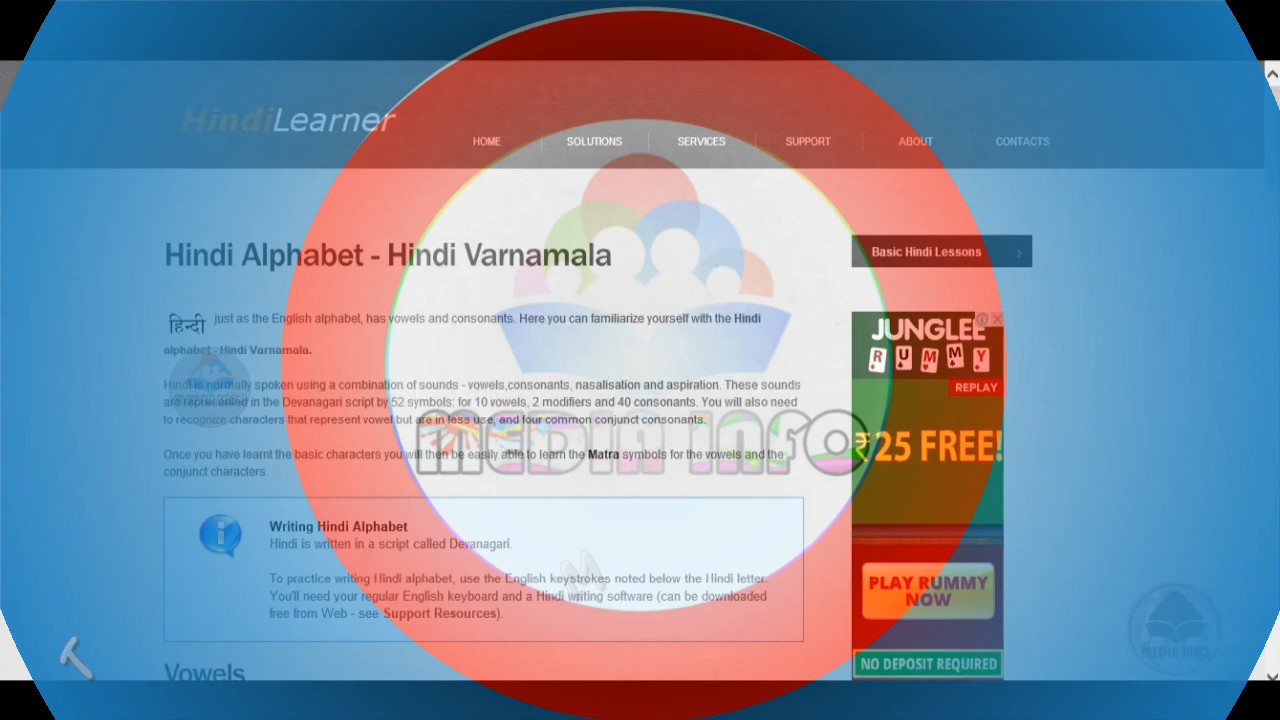 HindiLearner
HOME SOLUTIONS SERVICES SUPPORT ABOUT CONTACTS
Hindi Alphabet - Hindi Varnamala
हिन्दी just as the English alphabet, has vowels and consonants. Here you can familiarize yourself with the Hindi
alphabet - Hindi Varnamala.
Hindi is normally spoken using a combination of sounds - vowels,consonants, nasalisation and aspiration. These sounds
are represented in the Devanagari script by 52 symbols: for 10 vowels, 2 modifiers and 40 consonants. You will also need
to recognize characters that represent vowel but are in less use, and four common conjunct consonants.
Once you have learnt the basic characters you will then be easily able to learn the Matra symbols for the vowels and the
conjunct characters.
Writing Hindi Alphabet
Hindi is written in a script called Devanagari.
To practice writing Hindi alphabet, use the English keystrokes noted below the Hindi letter.
You'll need your regular English keyboard and a Hindi writing software (can be downloaded
free from Web - see Support Resources).
Vowels
Basic Hindi Lessons
JUNGLEE
RUMMY
REPLAY
₹25 FREE!
PLAY RUMMY
NOW
NO DEPOSIT REQUIRED
MEDIA INFO
M
MEDIA INFO